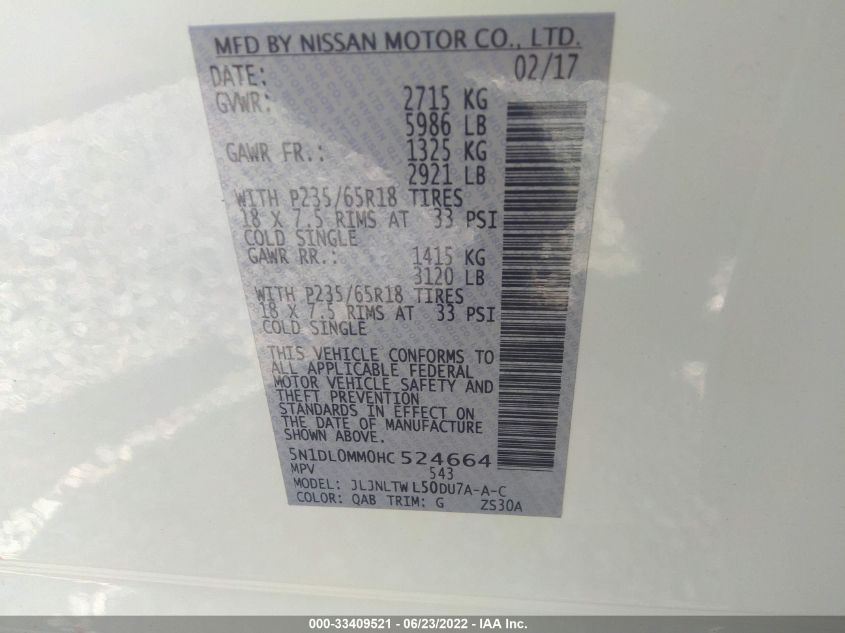 MFD BY NISSAN MOTOR CO., LTD.
DATE: 02/17
GVWR: 2715 KG
5986 LB
GAWR FR.: 1325 KG
2921 LB
WITH P235/65R18 TIRES
18 X 7.5 RIMS AT 33 PSI
COLD SINGLE
GAWR RR.: 1415 KG
3120 LB
WITH P235/65R18 TIRES
18 X 7.5 RIMS AT 33 PSI
COLD SINGLE
THIS VEHICLE CONFORMS TO
ALL APPLICABLE FEDERAL
MOTOR VEHICLE SAFETY AND
THEFT PREVENTION
STANDARDS IN EFFECT ON
THE DATE OF MANUFACTURE
SHOWN ABOVE.
5N1DL0MM0HC 524664
MPV 543
MODEL: JLJNLTW L50DU7A-A-C
COLOR: QAB TRIM: G ZS30A
000-33409521 - 06/23/2022 - © IAA, Inc.